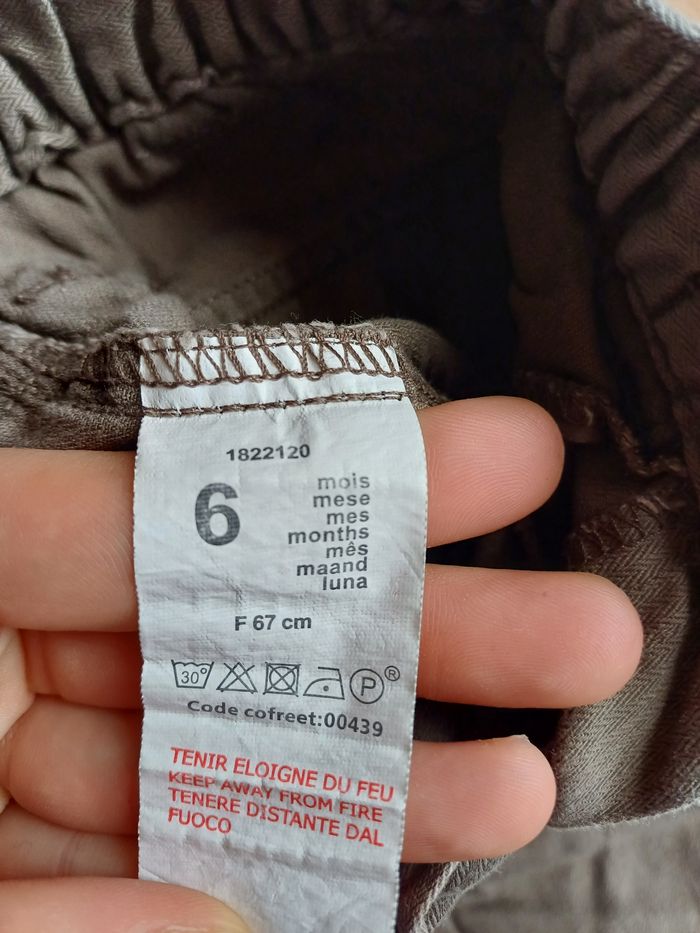 1822120
6
mois
mese
mes
months
mês
maand
luna
F 67 cm
30° P ®
Code cofreet:00439
TENIR ELOIGNE DU FEU
KEEP AWAY FROM FIRE
TENERE DISTANTE DAL
FUOCO